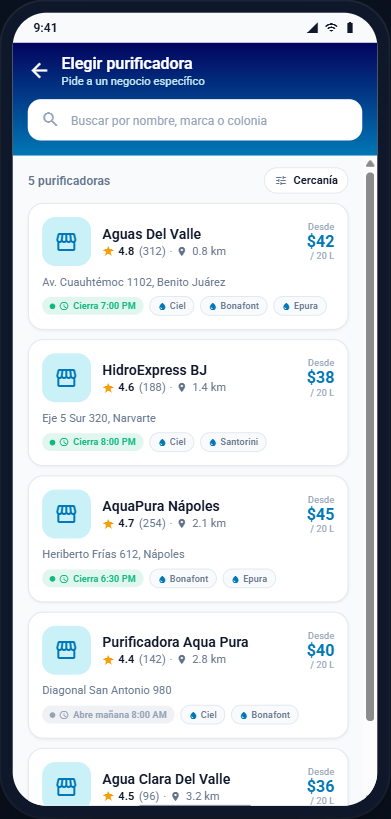 9:41
Elegir purificadora
Pide a un negocio específico
Buscar por nombre, marca o colonia
5 purificadoras
Cercanía
Aguas Del Valle
4.8 (312) · 0.8 km
Desde
$42
/ 20 L
Av. Cuauhtémoc 1102, Benito Juárez
Cierra 7:00 PM Ciel Bonafont Epura
HidroExpress BJ
4.6 (188) · 1.4 km
Desde
$38
/ 20 L
Eje 5 Sur 320, Narvarte
Cierra 8:00 PM Ciel Santorini
AquaPura Nápoles
4.7 (254) · 2.1 km
Desde
$45
/ 20 L
Heriberto Frías 612, Nápoles
Cierra 6:30 PM Bonafont Epura
Purificadora Aqua Pura
4.4 (142) · 2.8 km
Desde
$40
/ 20 L
Diagonal San Antonio 980
Abre mañana 8:00 AM Ciel Bonafont
Agua Clara Del Valle
4.5 (96) · 3.2 km
Desde
$36
/ 20 L